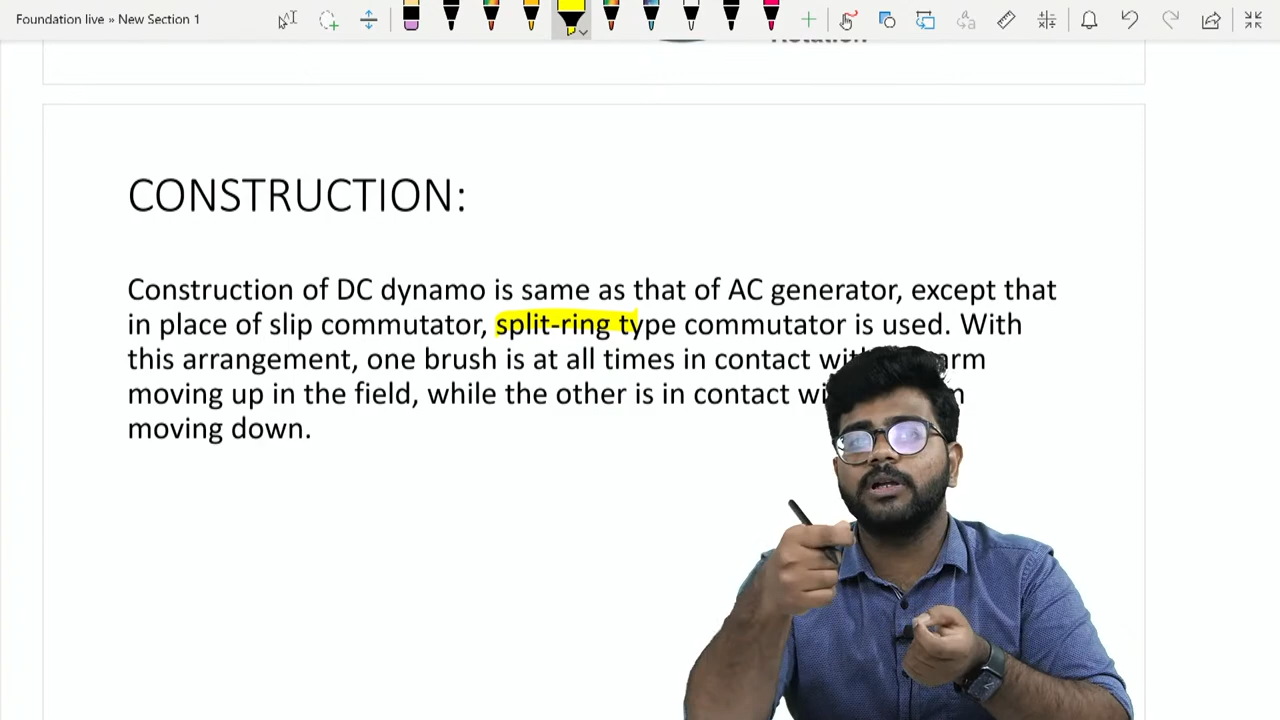 Foundation live » New Section 1
Rotation
CONSTRUCTION:
Construction of DC dynamo is same as that of AC generator, except that
in place of slip commutator, split-ring type commutator is used. With
this arrangement, one brush is at all times in contact with arm
moving up in the field, while the other is in contact
moving down.